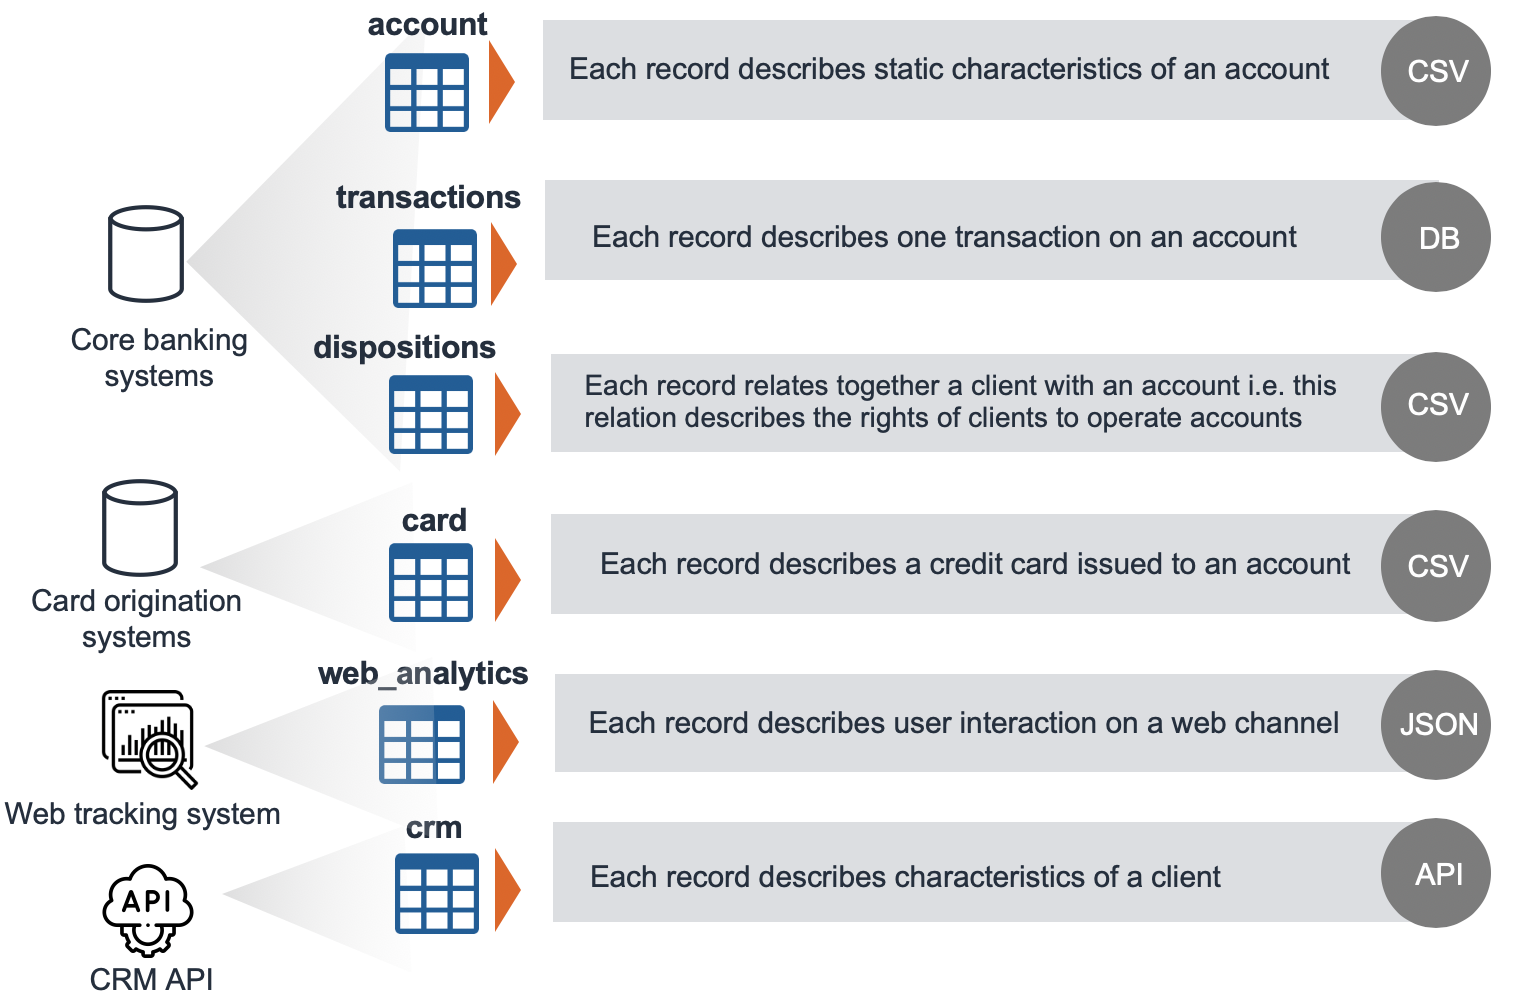 account
Each record describes static characteristics of an account
CSV
transactions
Each record describes one transaction on an account
DB
Core banking
systems
dispositions
Each record relates together a client with an account i.e. this
relation describes the rights of clients to operate accounts
CSV
card
Each record describes a credit card issued to an account
CSV
Card origination
systems
web_analytics
Each record describes user interaction on a web channel
JSON
Web tracking system
crm
Each record describes characteristics of a client
API
API
CRM API